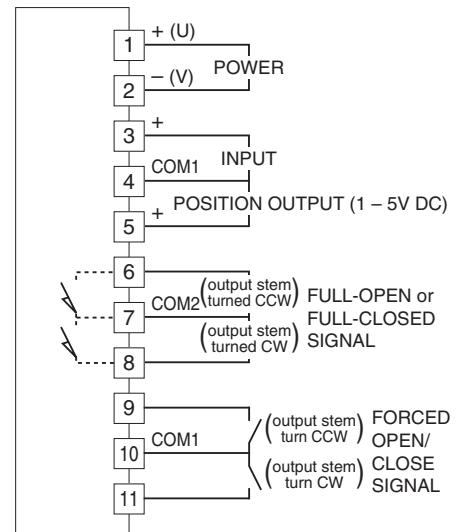 1 + (U)
POWER
2 – (V)
3 +
INPUT
4 COM1
5 + POSITION OUTPUT (1 – 5V DC)
6
(output stem turned CCW)
7 COM2
(output stem turned CW)
8
FULL-OPEN or
FULL-CLOSED
SIGNAL
9
(output stem turn CCW)
10 COM1
(output stem turn CW)
11
FORCED
OPEN/
CLOSE
SIGNAL